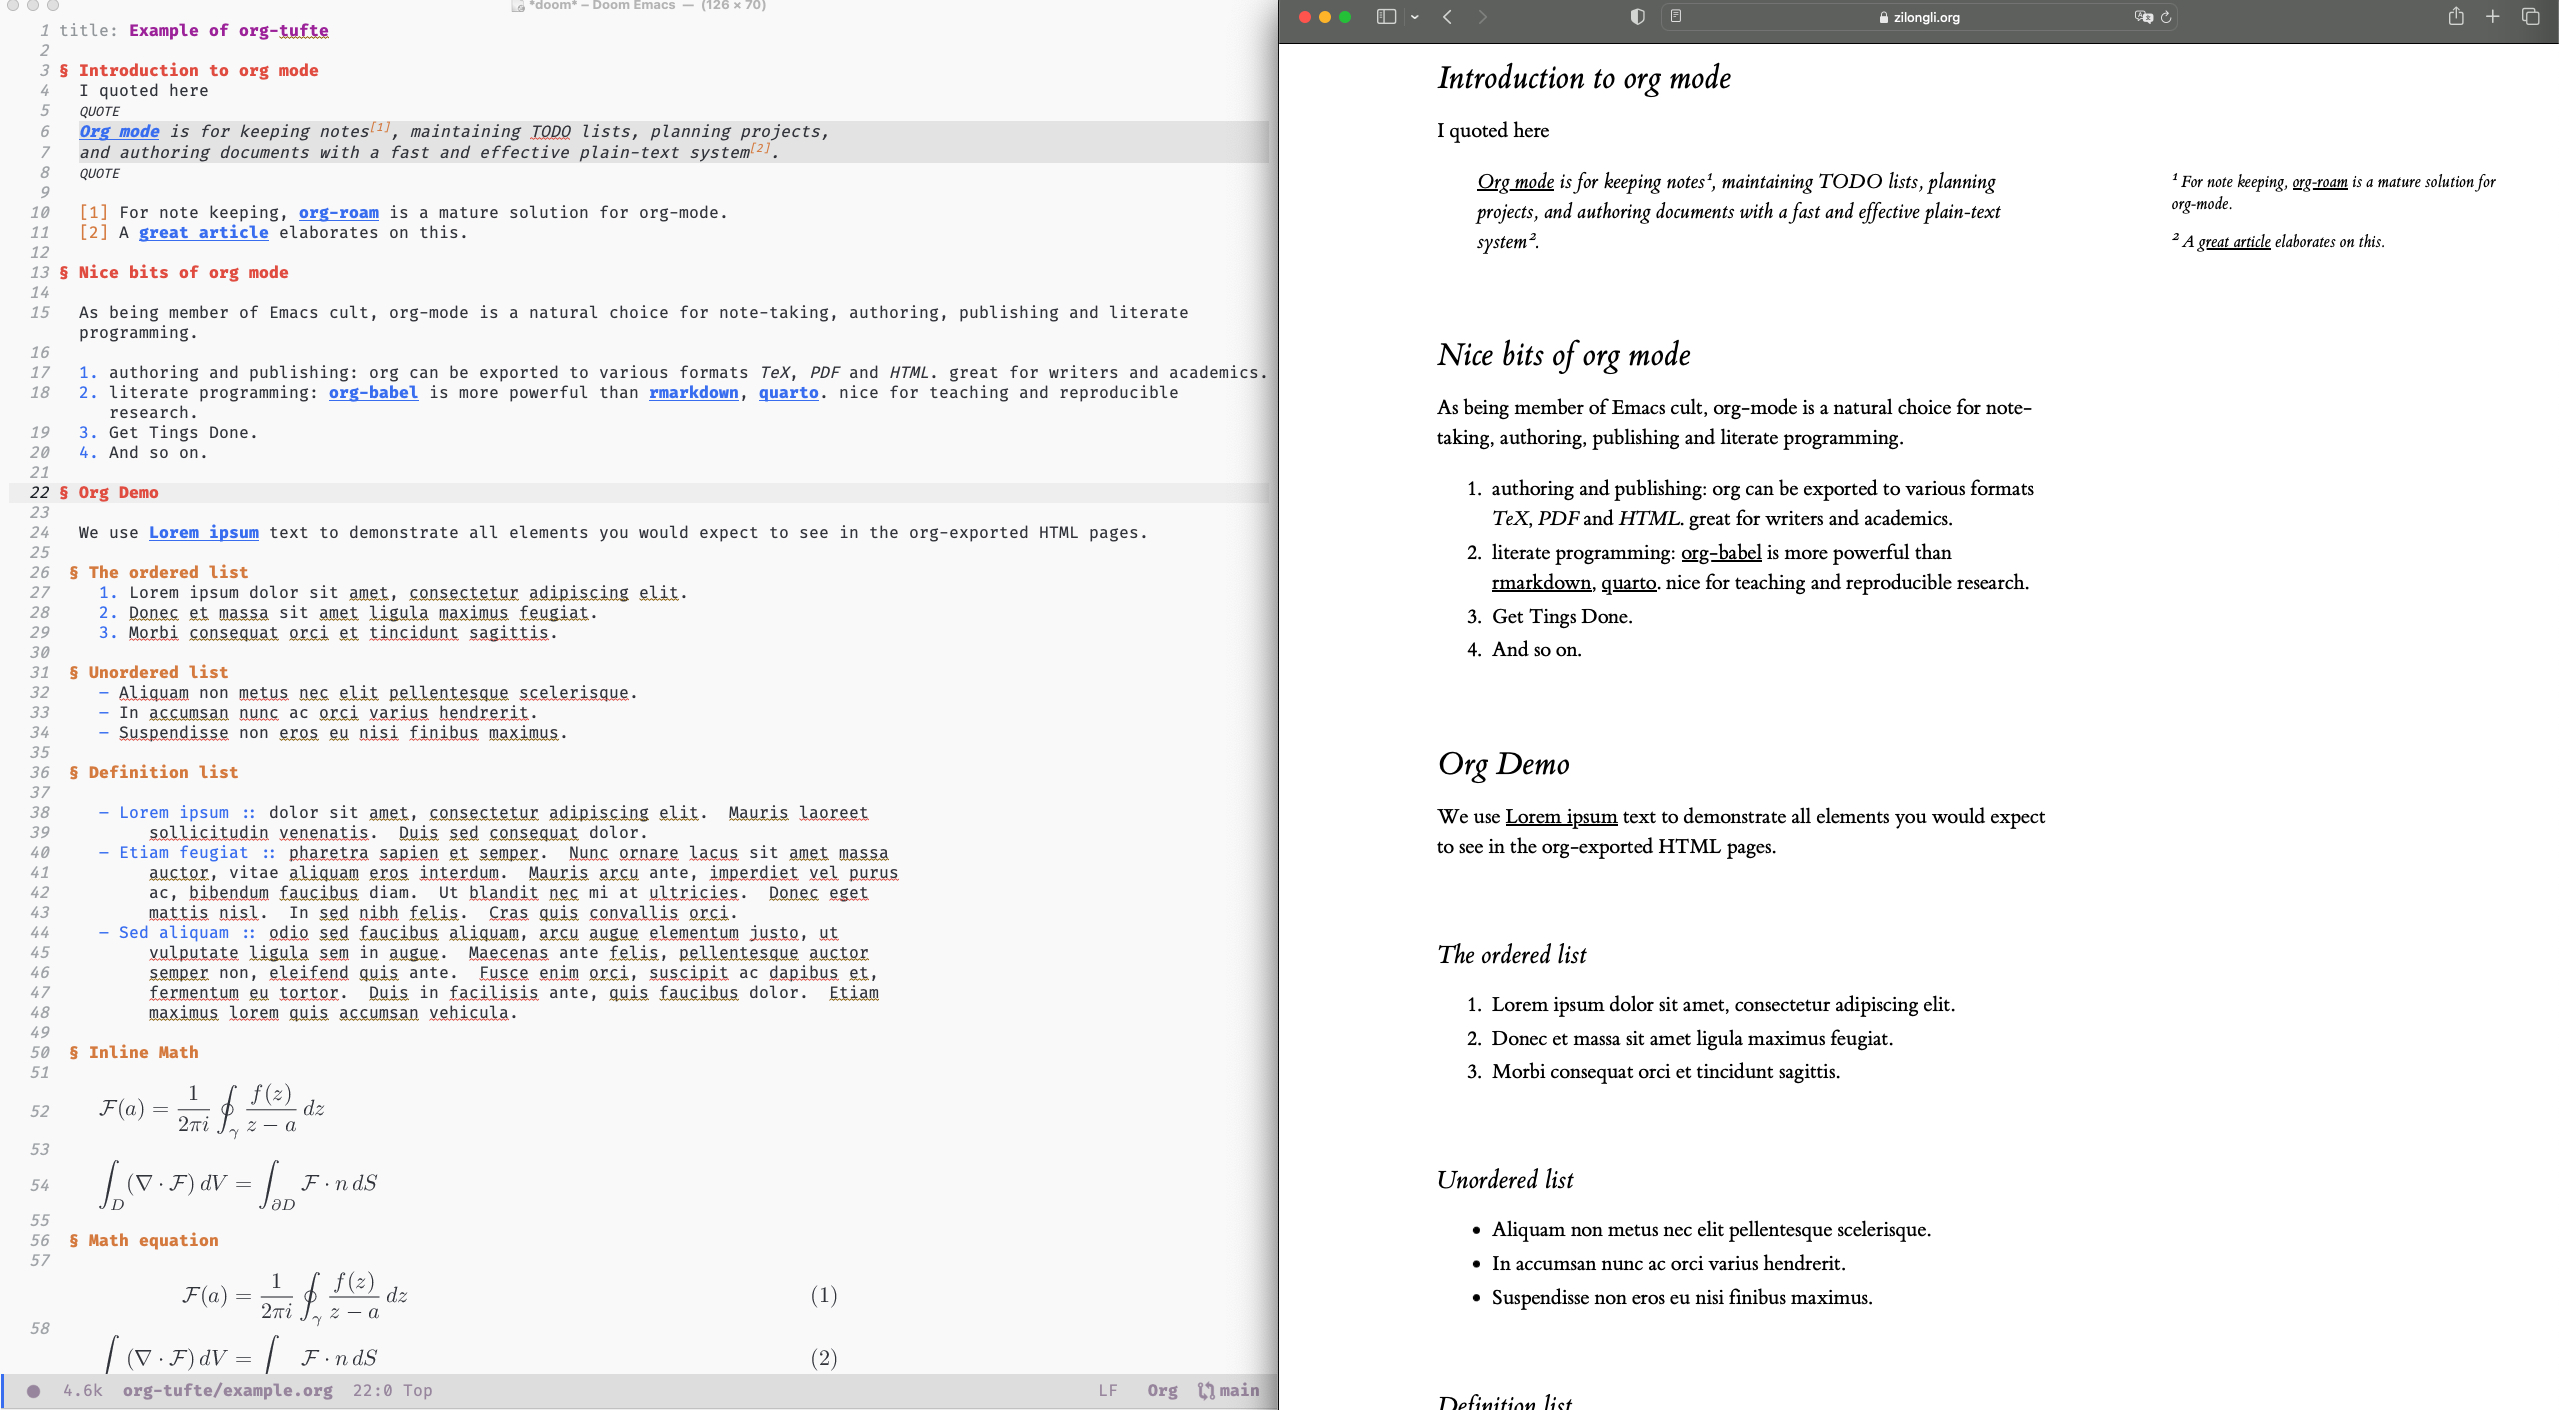 *doom* – Doom Emacs — (126 × 70)
1 title: Example of org-tufte
2
3 § Introduction to org mode
4 I quoted here
5 QUOTE
6 Org mode is for keeping notes[1], maintaining TODO lists, planning projects,
7 and authoring documents with a fast and effective plain-text system[2].
8 QUOTE
9
10 [1] For note keeping, org-roam is a mature solution for org-mode.
11 [2] A great article elaborates on this.
12
13 § Nice bits of org mode
14
15 As being member of Emacs cult, org-mode is a natural choice for note-taking, authoring, publishing and literate
programming.
16
17 1. authoring and publishing: org can be exported to various formats TeX, PDF and HTML. great for writers and academics.
18 2. literate programming: org-babel is more powerful than rmarkdown, quarto. nice for teaching and reproducible
research.
19 3. Get Tings Done.
20 4. And so on.
21
22 § Org Demo
23
24 We use Lorem ipsum text to demonstrate all elements you would expect to see in the org-exported HTML pages.
25
26 § The ordered list
27 1. Lorem ipsum dolor sit amet, consectetur adipiscing elit.
28 2. Donec et massa sit amet ligula maximus feugiat.
29 3. Morbi consequat orci et tincidunt sagittis.
30
31 § Unordered list
32 – Aliquam non metus nec elit pellentesque scelerisque.
33 – In accumsan nunc ac orci varius hendrerit.
34 – Suspendisse non eros eu nisi finibus maximus.
35
36 § Definition list
37
38 – Lorem ipsum :: dolor sit amet, consectetur adipiscing elit. Mauris laoreet
39 sollicitudin venenatis. Duis sed consequat dolor.
40 – Etiam feugiat :: pharetra sapien et semper. Nunc ornare lacus sit amet massa
41 auctor, vitae aliquam eros interdum. Mauris arcu ante, imperdiet vel purus
42 ac, bibendum faucibus diam. Ut blandit nec mi at ultricies. Donec eget
43 mattis nisl. In sed nibh felis. Cras quis convallis orci.
44 – Sed aliquam :: odio sed faucibus aliquam, arcu augue elementum justo, ut
45 vulputate ligula sem in augue. Maecenas ante felis, pellentesque auctor
46 semper non, eleifend quis ante. Fusce enim orci, suscipit ac dapibus et,
47 fermentum eu tortor. Duis in facilisis ante, quis faucibus dolor. Etiam
48 maximus lorem quis accumsan vehicula.
49
50 § Inline Math
51
52 ℱ(a) = 1/2πi ∮_γ f(z)/z − a dz
53
54 ∫_D (∇ · ℱ) dV = ∫_∂D ℱ · n dS
55
56 § Math equation
57
ℱ(a) = 1/2πi ∮_γ f(z)/z − a dz (1)
58
∫ (∇ · ℱ) dV = ∫ ℱ · n dS (2)
4.6k org-tufte/example.org 22:0 Top LF Org main
zilongli.org
Introduction to org mode
I quoted here
Org mode is for keeping notes¹, maintaining TODO lists, planning
projects, and authoring documents with a fast and effective plain-text
system².
¹ For note keeping, org-roam is a mature solution for
org-mode.
² A great article elaborates on this.
Nice bits of org mode
As being member of Emacs cult, org-mode is a natural choice for note-
taking, authoring, publishing and literate programming.
1. authoring and publishing: org can be exported to various formats
TeX, PDF and HTML. great for writers and academics.
2. literate programming: org-babel is more powerful than
rmarkdown, quarto. nice for teaching and reproducible research.
3. Get Tings Done.
4. And so on.
Org Demo
We use Lorem ipsum text to demonstrate all elements you would expect
to see in the org-exported HTML pages.
The ordered list
1. Lorem ipsum dolor sit amet, consectetur adipiscing elit.
2. Donec et massa sit amet ligula maximus feugiat.
3. Morbi consequat orci et tincidunt sagittis.
Unordered list
• Aliquam non metus nec elit pellentesque scelerisque.
• In accumsan nunc ac orci varius hendrerit.
• Suspendisse non eros eu nisi finibus maximus.
Definition list